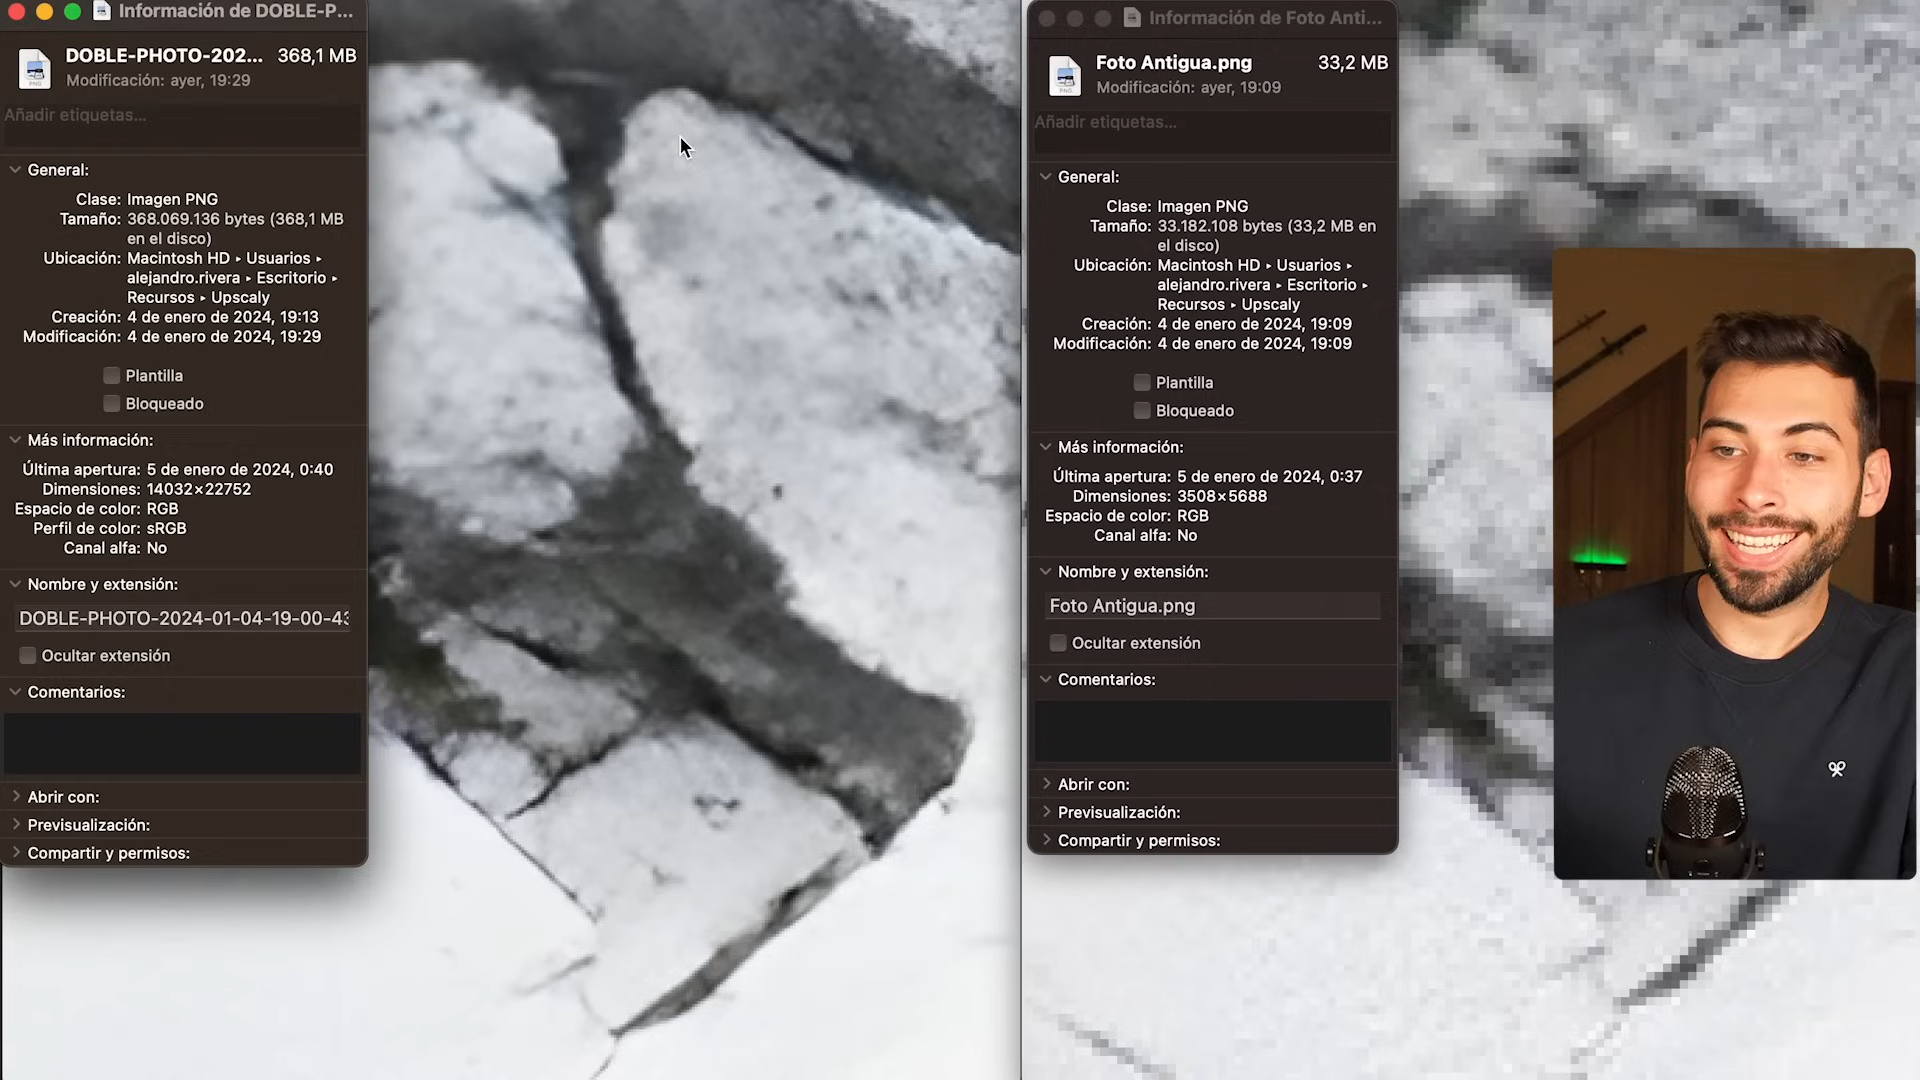 Información de DOBLE-P...
DOBLE-PHOTO-202... 368,1 MB
Modificación: ayer, 19:29
Añadir etiquetas...
General:
Clase: Imagen PNG
Tamaño: 368.069.136 bytes (368,1 MB
en el disco)
Ubicación: Macintosh HD ▸ Usuarios ▸
alejandro.rivera ▸ Escritorio ▸
Recursos ▸ Upscaly
Creación: 4 de enero de 2024, 19:13
Modificación: 4 de enero de 2024, 19:29
Plantilla
Bloqueado
Más información:
Última apertura: 5 de enero de 2024, 0:40
Dimensiones: 14032×22752
Espacio de color: RGB
Perfil de color: sRGB
Canal alfa: No
Nombre y extensión:
DOBLE-PHOTO-2024-01-04-19-00-43
Ocultar extensión
Comentarios:
Abrir con:
Previsualización:
Compartir y permisos:
Información de Foto Anti...
Foto Antigua.png 33,2 MB
Modificación: ayer, 19:09
Añadir etiquetas...
General:
Clase: Imagen PNG
Tamaño: 33.182.108 bytes (33,2 MB en
el disco)
Ubicación: Macintosh HD ▸ Usuarios ▸
alejandro.rivera ▸ Escritorio ▸
Recursos ▸ Upscaly
Creación: 4 de enero de 2024, 19:09
Modificación: 4 de enero de 2024, 19:09
Plantilla
Bloqueado
Más información:
Última apertura: 5 de enero de 2024, 0:37
Dimensiones: 3508×5688
Espacio de color: RGB
Canal alfa: No
Nombre y extensión:
Foto Antigua.png
Ocultar extensión
Comentarios:
Abrir con:
Previsualización:
Compartir y permisos: